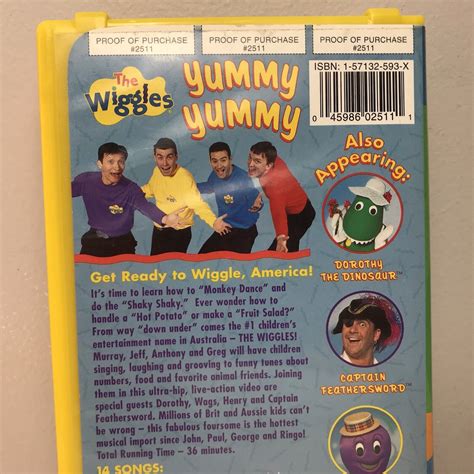 PROOF OF PURCHASE
#2511
PROOF OF PURCHASE
#2511
PROOF OF PURCHASE
#2511
The
Wiggles
yummy
yummy
ISBN: 1-57132-593-X
0 45986 02511 1
Also
Appearing:
DOROTHY
THE DINOSAUR™
CAPTAIN
FEATHERSWORD™
Get Ready to Wiggle, America!
It's time to learn how to "Monkey Dance" and
do the "Shaky Shaky." Ever wonder how to
handle a "Hot Potato" or make a "Fruit Salad?"
From way "down under" comes the #1 children's
entertainment name in Australia – THE WIGGLES!
Murray, Jeff, Anthony and Greg will have children
singing, laughing and grooving to funny tunes about
numbers, food and favorite animal friends. Joining
them in this ultra-hip, live-action video are
special guests Dorothy, Wags, Henry and Captain
Feathersword. Millions of Brit and Aussie kids can't
be wrong – this fabulous foursome is the hottest
musical import since John, Paul, George and Ringo!
Total Running Time – 36 minutes.
14 SONGS: